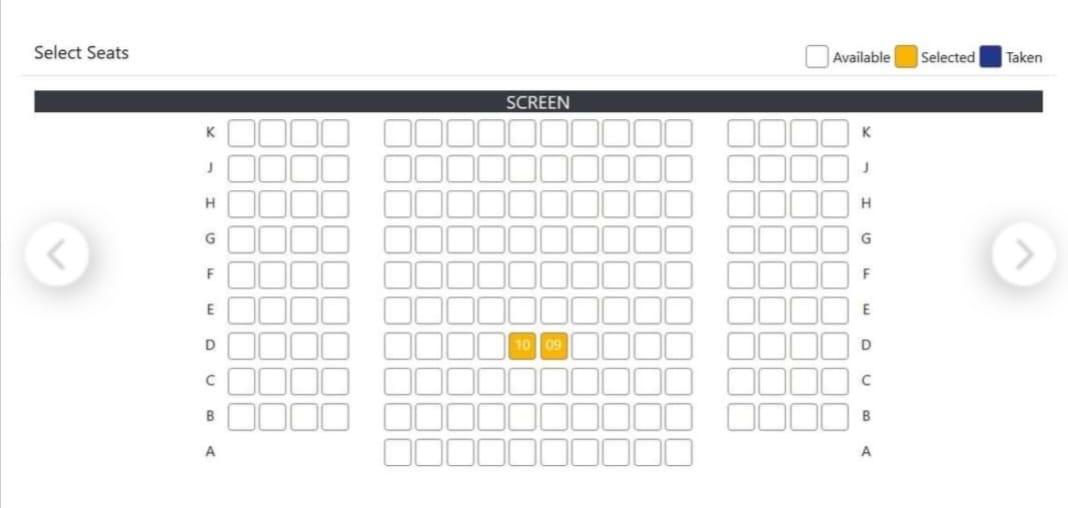 Select Seats
Available Selected Taken
SCREEN
K K
J J
H H
G G
F F
E E
D 10 09 D
C C
B B
A A